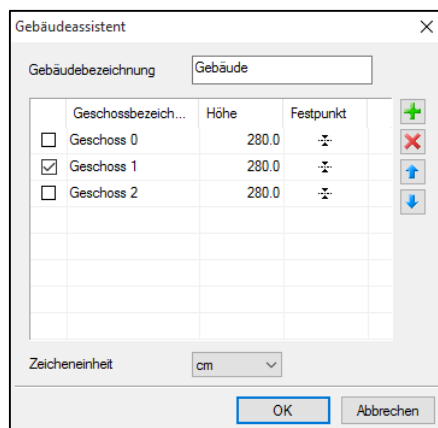 Gebäudeassistent
Gebäudebezeichnung Gebäude
Geschossbezeich... Höhe Festpunkt
Geschoss 0 280.0
Geschoss 1 280.0
Geschoss 2 280.0
Zeicheneinheit cm
OK Abbrechen